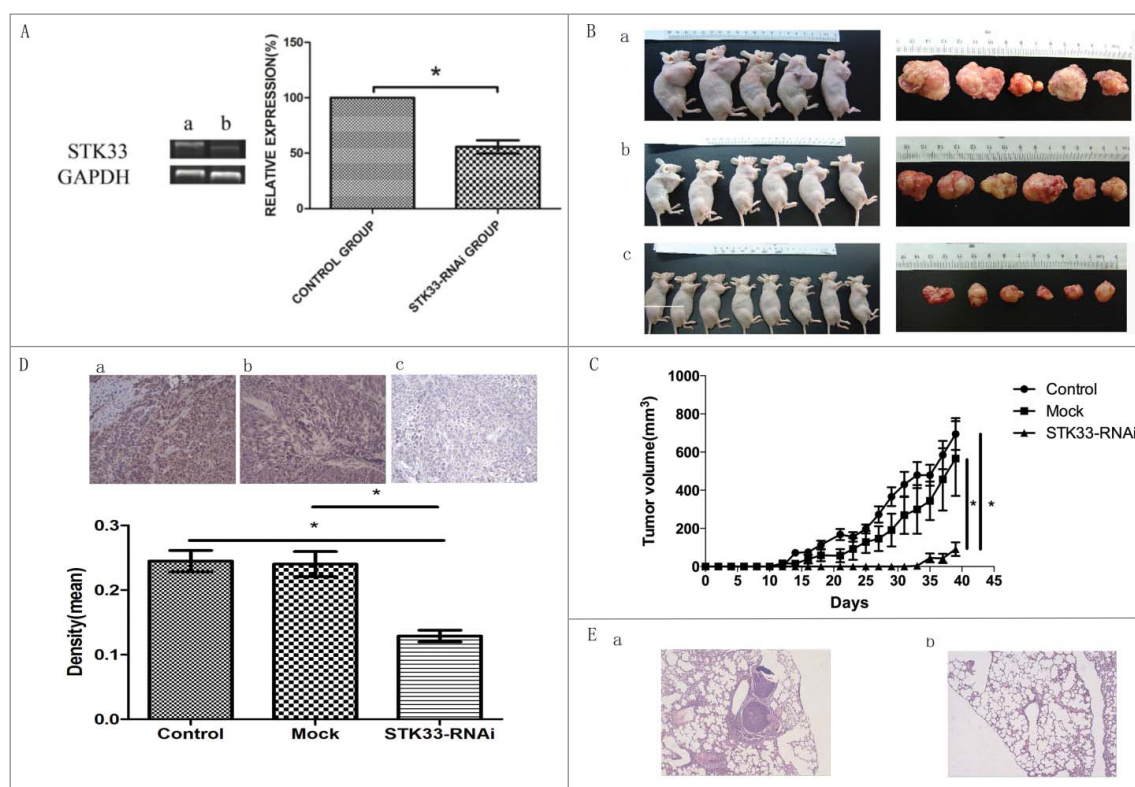 A
a b
STK33
GAPDH
RELATIVE EXPRESSION(%)
150
100
50
0
*
CONTROL GROUP
STK33-RNAi GROUP
B
a
b
c
D
a b c
Density(mean)
0.3
0.2
0.1
0.0
*
*
Control Mock STK33-RNAi
C
Tumor volume(mm³)
1000
800
600
400
200
0
0 5 10 15 20 25 30 35 40 45
Days
Control
Mock
STK33-RNAi
* *
E
a b